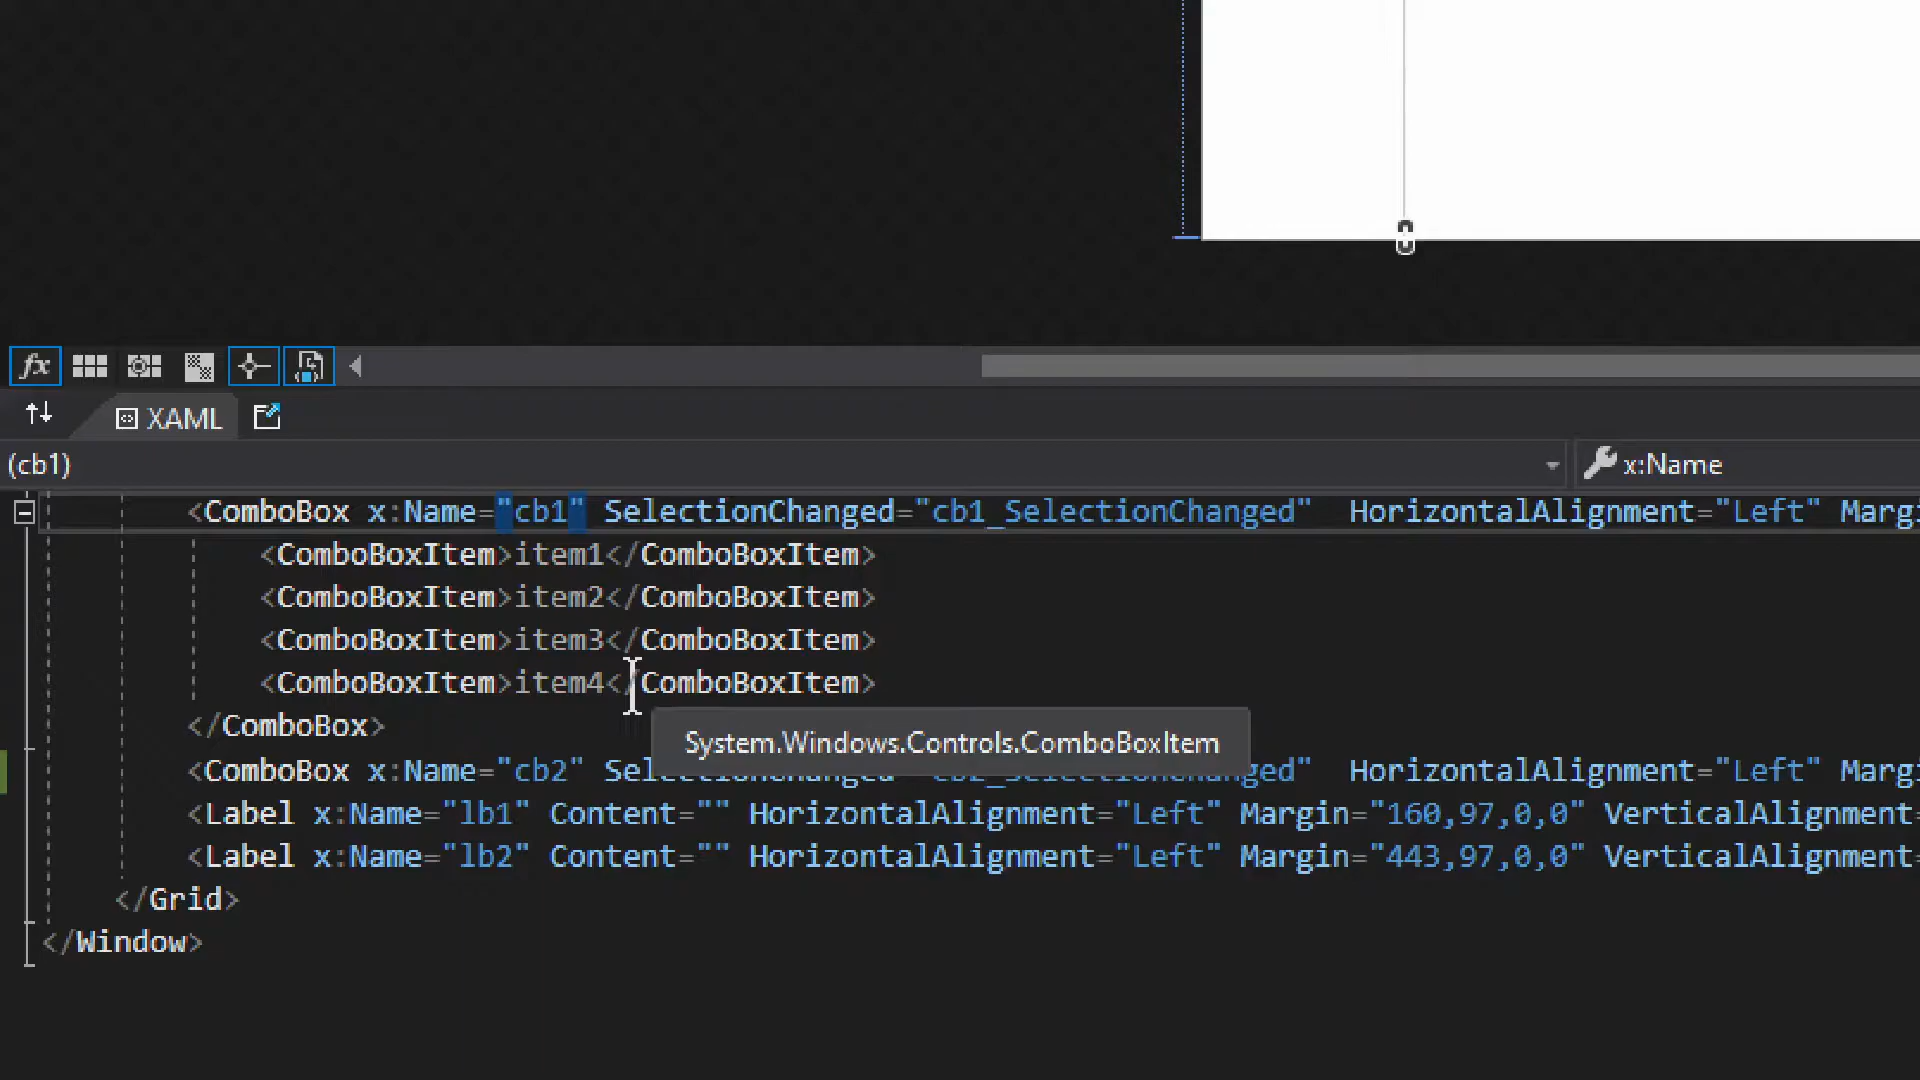 fx
XAML
(cb1)
x:Name
<ComboBox x:Name="cb1" SelectionChanged="cb1_SelectionChanged" HorizontalAlignment="Left" Margi
<ComboBoxItem>item1</ComboBoxItem>
<ComboBoxItem>item2</ComboBoxItem>
<ComboBoxItem>item3</ComboBoxItem>
<ComboBoxItem>item4</ComboBoxItem>
</ComboBox>
System.Windows.Controls.ComboBoxItem
<ComboBox x:Name="cb2" HorizontalAlignment="Left" Marg
<Label x:Name="lb1" Content="" HorizontalAlignment="Left" Margin="160,97,0,0" VerticalAlignment=
<Label x:Name="lb2" Content="" HorizontalAlignment="Left" Margin="443,97,0,0" VerticalAlignment=
</Grid>
</Window>